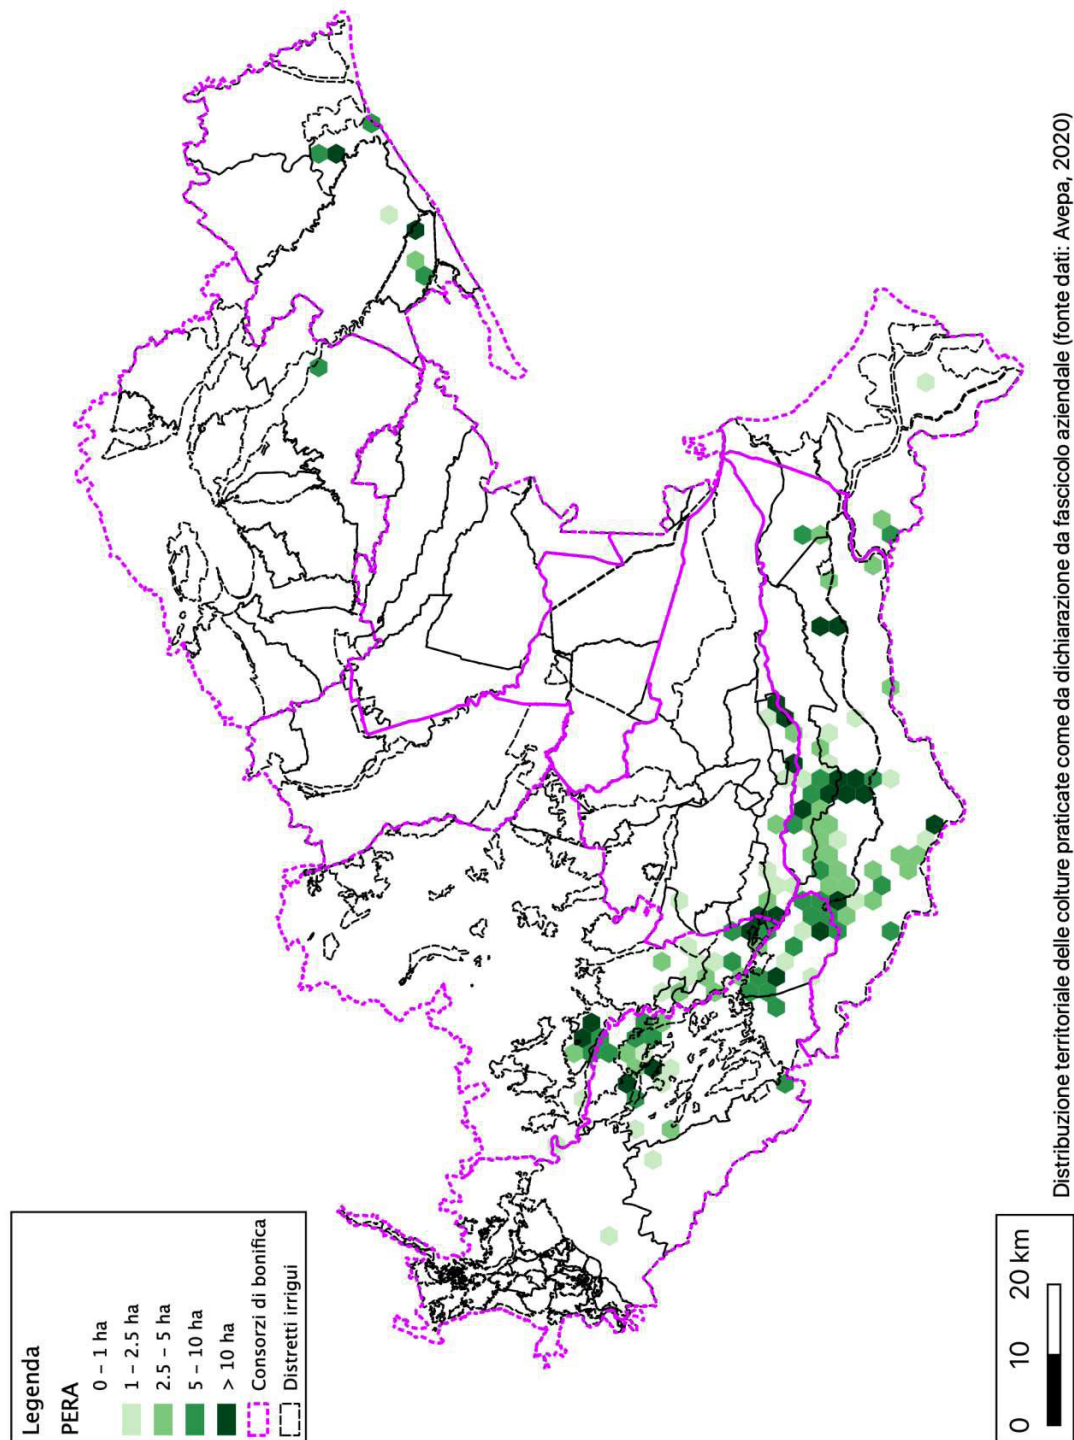 Legenda
PERA
0 – 1 ha
1 – 2.5 ha
2.5 – 5 ha
5 – 10 ha
> 10 ha
Consorzi di bonifica
Distretti irrigui
0 10 20 km
Distribuzione territoriale delle colture praticate come da dichiarazione da fascicolo aziendale (fonte dati: Avepa, 2020)